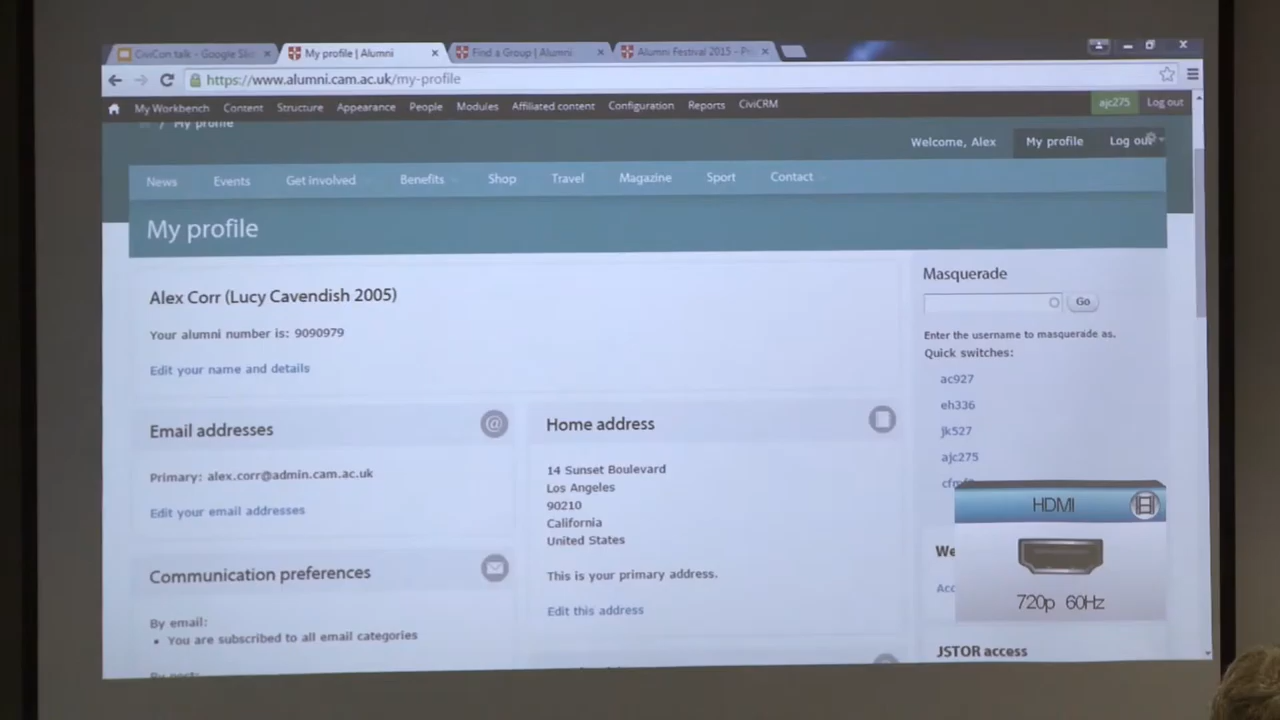 CiviCon talk - Google Slid
My profile | Alumni
Find a Group | Alumni
Alumni Festival 2015 - Pr
https://www.alumni.cam.ac.uk/my-profile
My Workbench Content Structure Appearance People Modules Affiliated content Configuration Reports CiviCRM ajc275 Log out
/ My profile
Welcome, Alex My profile Log out
News Events Get involved Benefits Shop Travel Magazine Sport Contact
My profile
Alex Corr (Lucy Cavendish 2005)
Your alumni number is: 9090979
Edit your name and details
Email addresses
@
Primary: alex.corr@admin.cam.ac.uk
Edit your email addresses
Communication preferences
By email:
• You are subscribed to all email categories
By post:
Home address
14 Sunset Boulevard
Los Angeles
90210
California
United States
This is your primary address.
Edit this address
Masquerade
Go
Enter the username to masquerade as.
Quick switches:
ac927
eh336
jk527
ajc275
HDMI
720p 60Hz
We
Acc
JSTOR access